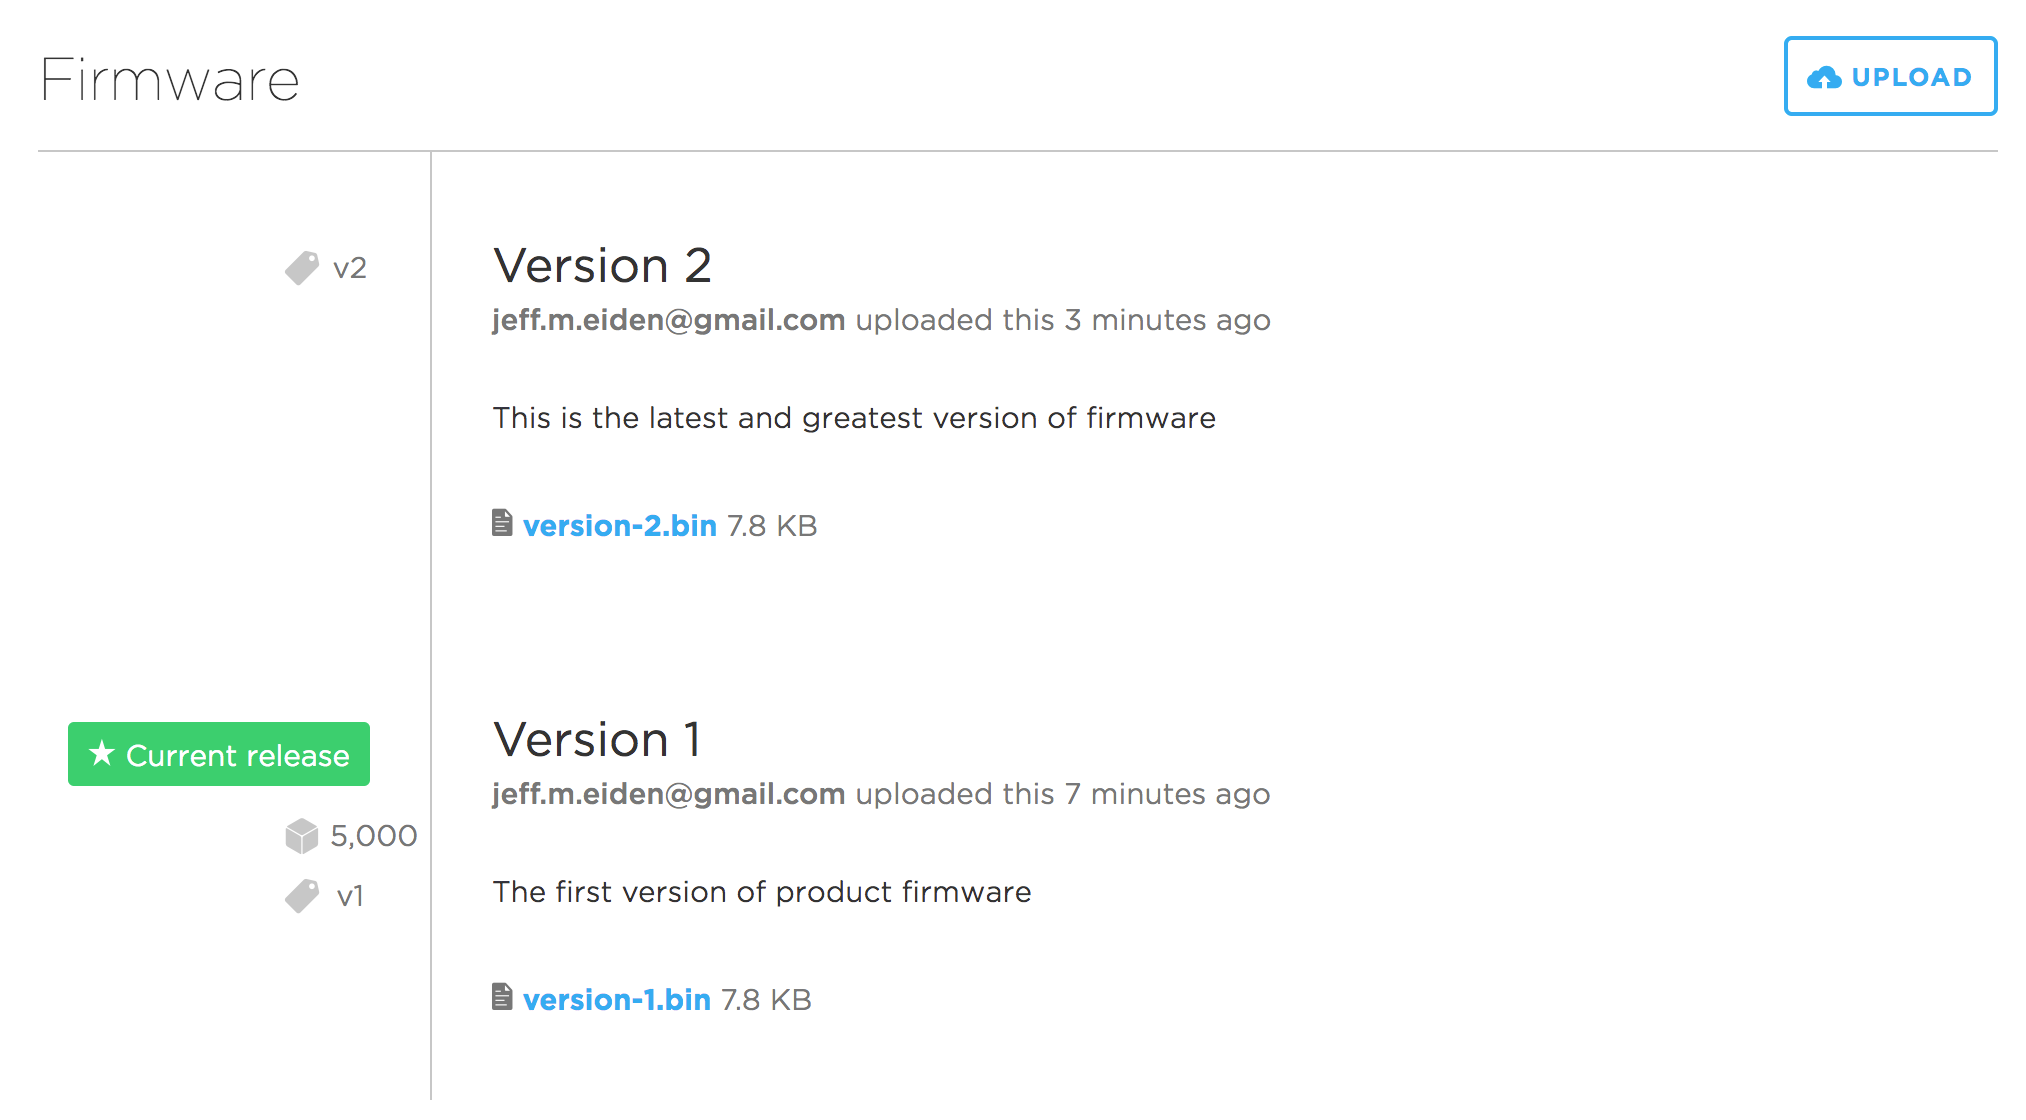 Firmware
UPLOAD
v2
Version 2
jeff.m.eiden@gmail.com uploaded this 3 minutes ago
This is the latest and greatest version of firmware
version-2.bin 7.8 KB
Current release
5,000
v1
Version 1
jeff.m.eiden@gmail.com uploaded this 7 minutes ago
The first version of product firmware
version-1.bin 7.8 KB